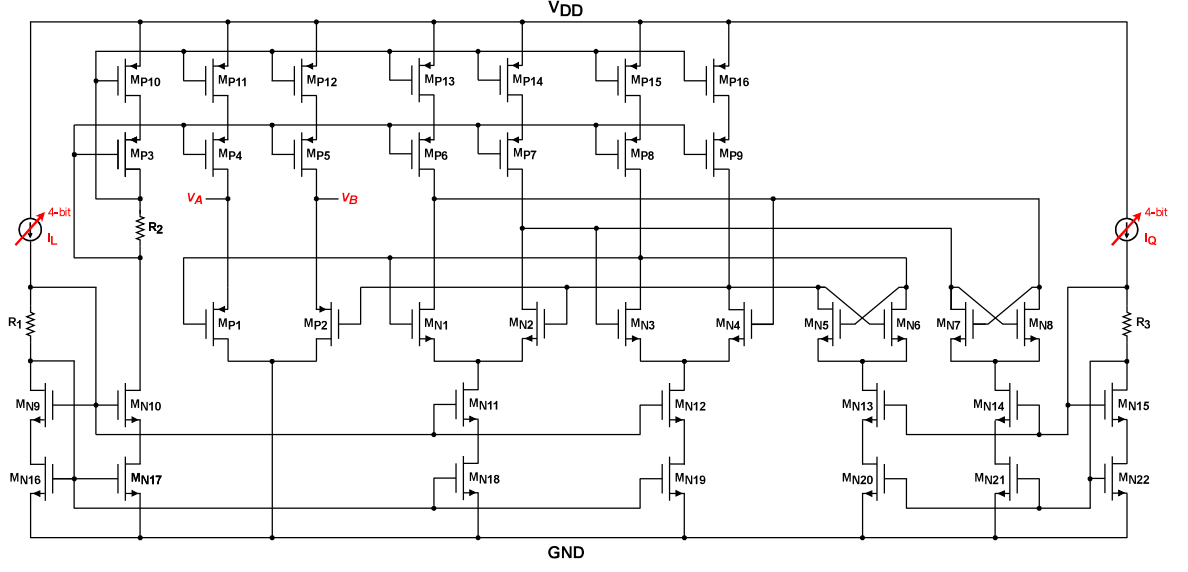 VDD
MP10 MP11 MP12 MP13 MP14 MP15 MP16
MP3 MP4 MP5 MP6 MP7 MP8 MP9
VA VB
4-bit 4-bit
IL R2 IQ
R1 MP1 MP2 MN1 MN2 MN3 MN4 MN5 MN6 MN7 MN8 R3
MN9 MN10 MN11 MN12 MN13 MN14 MN15
MN16 MN17 MN18 MN19 MN20 MN21 MN22
GND